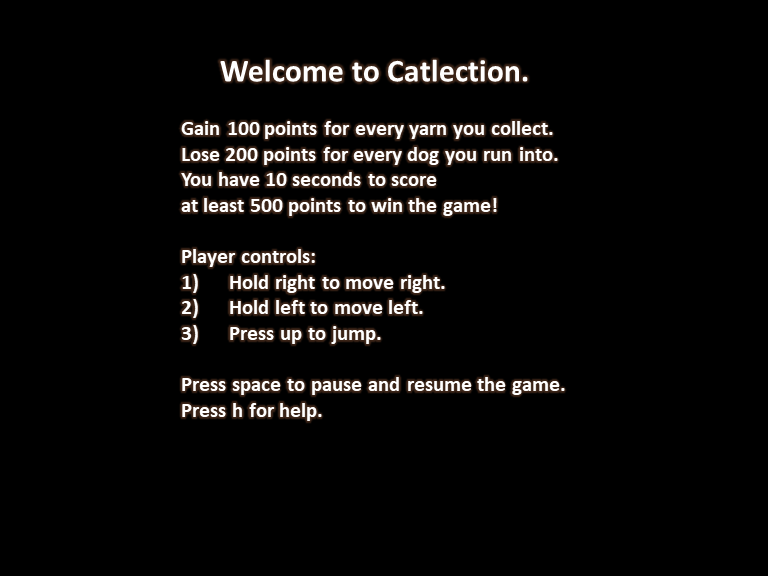 Welcome to Catlection.
Gain 100 points for every yarn you collect.
Lose 200 points for every dog you run into.
You have 10 seconds to score
at least 500 points to win the game!
Player controls:
1) Hold right to move right.
2) Hold left to move left.
3) Press up to jump.
Press space to pause and resume the game.
Press h for help.